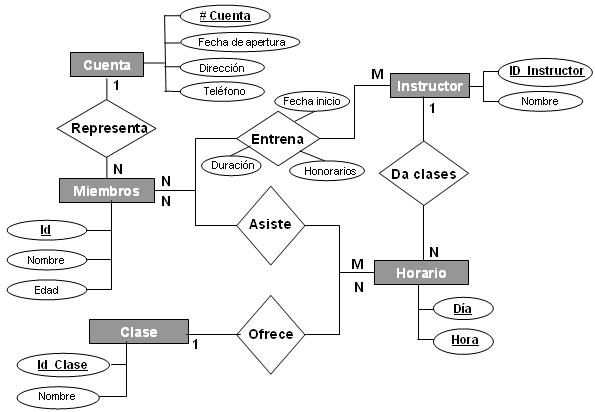 # Cuenta
Cuenta
Fecha de apertura
1
Dirección
Teléfono
M
Instructor
ID_Instructor
1
Nombre
Representa
Fecha inicio
Entrena
Duración
Honorarios
Da clases
N
Miembros
N
N
Asiste
Id
Nombre
Edad
M
N
N
Horario
Día
Hora
Clase
1
Ofrece
Id_Clase
Nombre